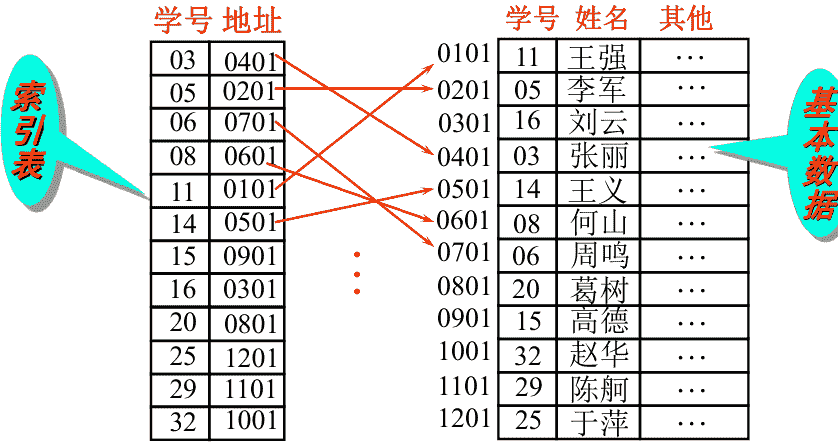 学号 地址
03 0401
05 0201
06 0701
08 0601
11 0101
14 0501
15 0901
16 0301
20 0801
25 1201
29 1101
32 1001
索引表
学号 姓名 其他
0101 11 王强 …
0201 05 李军 …
0301 16 刘云 …
0401 03 张丽 …
0501 14 王义 …
0601 08 何山 …
0701 06 周鸣 …
0801 20 葛树 …
0901 15 高德 …
1001 32 赵华 …
1101 29 陈舸 …
1201 25 于萍 …
基本数据